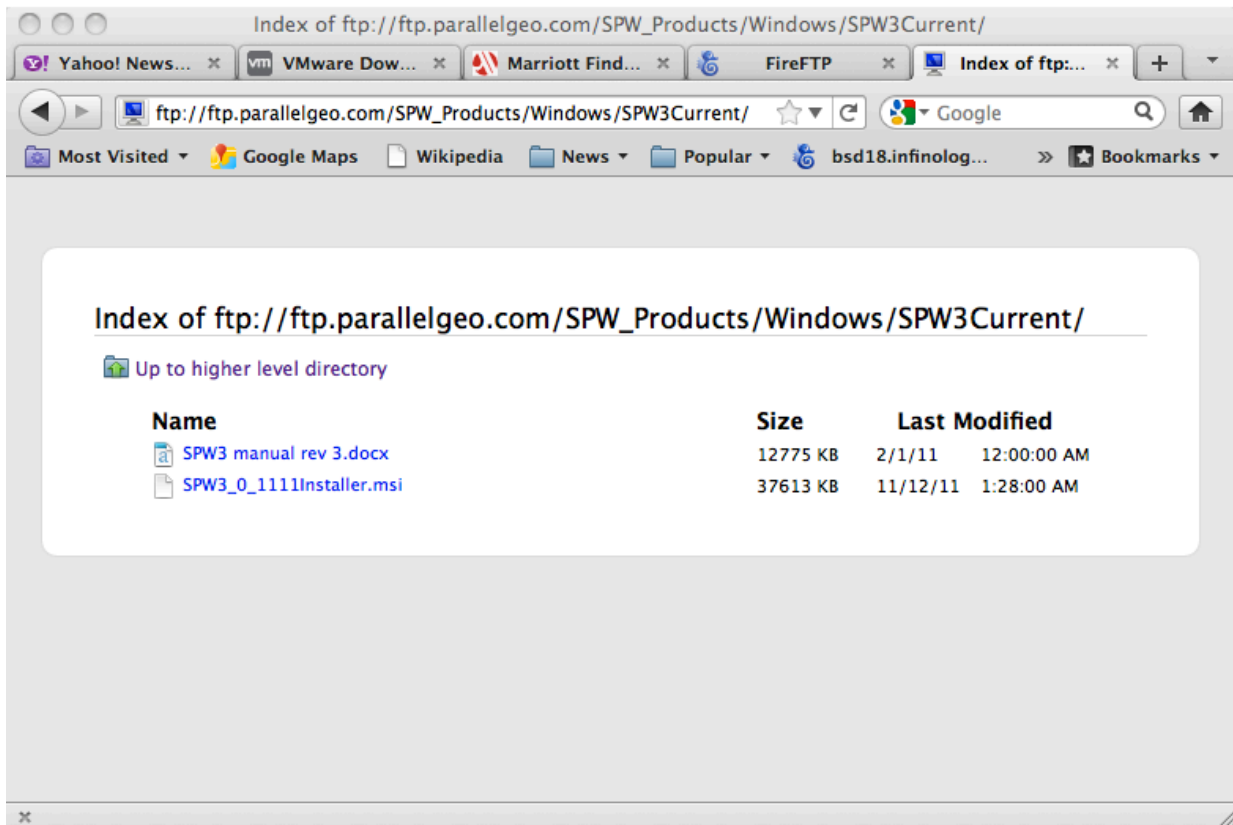 Index of ftp://ftp.parallelgeo.com/SPW_Products/Windows/SPW3Current/
Yahoo! News... VMware Dow... Marriott Find... FireFTP Index of ftp:...
ftp://ftp.parallelgeo.com/SPW_Products/Windows/SPW3Current/ Google
Most Visited Google Maps Wikipedia News Popular bsd18.infinolog... » Bookmarks
Index of ftp://ftp.parallelgeo.com/SPW_Products/Windows/SPW3Current/
Up to higher level directory
Name Size Last Modified
SPW3 manual rev 3.docx 12775 KB 2/1/11 12:00:00 AM
SPW3_0_1111Installer.msi 37613 KB 11/12/11 1:28:00 AM